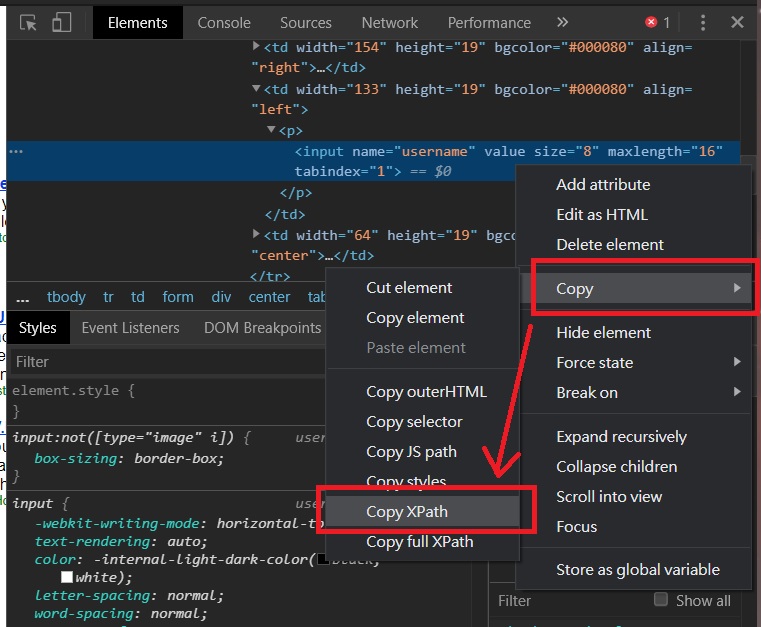 Elements Console Sources Network Performance » 1
<td width="154" height="19" bgcolor="#000080" align=
"right">…</td>
<td width="133" height="19" bgcolor="#000080" align=
"left">
<p>
<input name="username" value size="8" maxlength="16"
tabindex="1"> == $0
</p>
</td>
<td width="64" height="19" bgc
"center">…</td>
</tr>
... tbody tr td form div center tab
Styles Event Listeners DOM Breakpoints
Filter
element.style {
}
input:not([type="image" i]) { user
box-sizing: border-box;
}
input { user
-webkit-writing-mode: horizontal-t
text-rendering: auto;
color: -internal-light-dark-color( black,
white);
letter-spacing: normal;
word-spacing: normal;
Cut element
Copy element
Paste element
Copy outerHTML
Copy selector
Copy JS path
Copy styles
Copy XPath
Copy full XPath
Add attribute
Edit as HTML
Delete element
Copy
Hide element
Force state
Break on
Expand recursively
Collapse children
Scroll into view
Focus
Store as global variable
Filter Show all